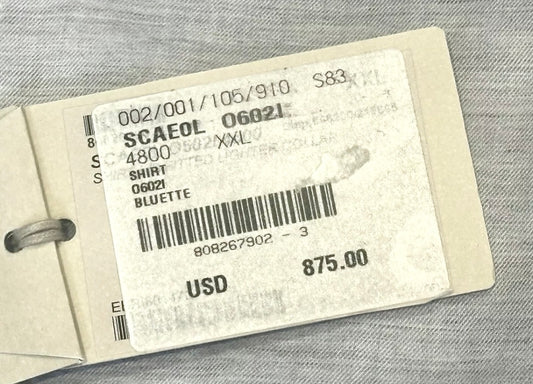 002/001/105/910 S83
SCAEOL O602I
4800 XXL
SHIRT
O602I
BLUETTE
808267902 - 3
USD 875.00